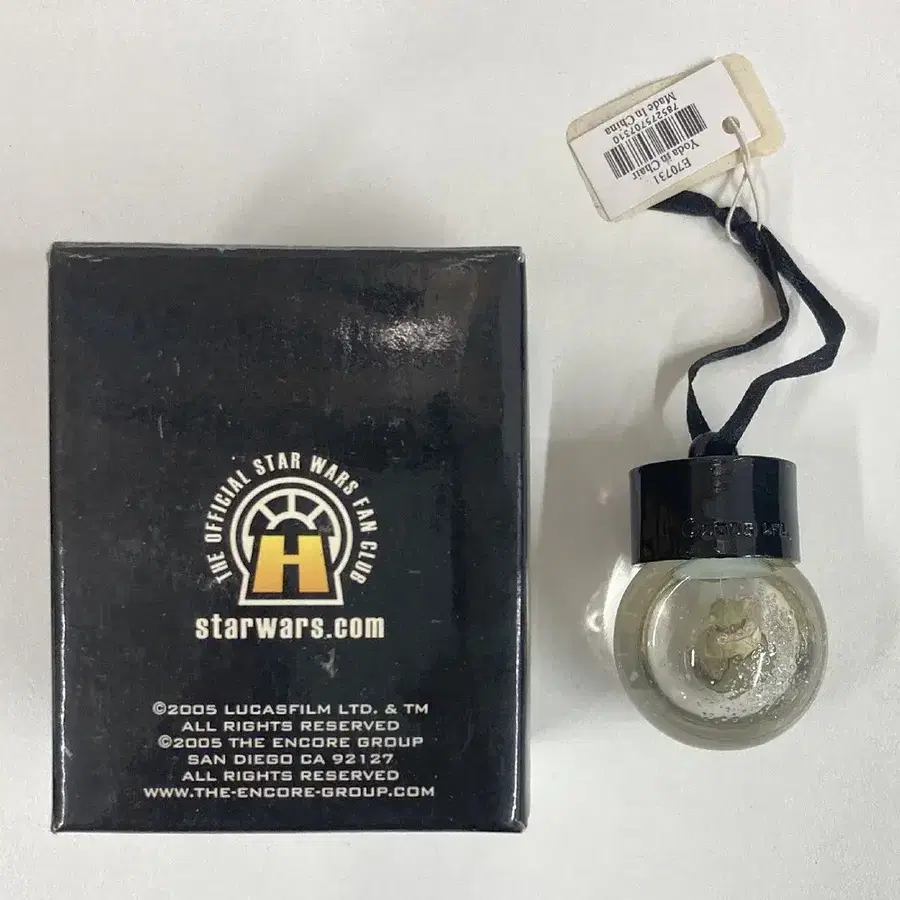 THE OFFICIAL STAR WARS FAN CLUB
H
starwars.com
©2005 LUCASFILM LTD. & TM
ALL RIGHTS RESERVED
©2005 THE ENCORE GROUP
SAN DIEGO CA 92127
ALL RIGHTS RESERVED
WWW.THE-ENCORE-GROUP.COM
E70731
Yoda in Chair
785275707310
Made In China